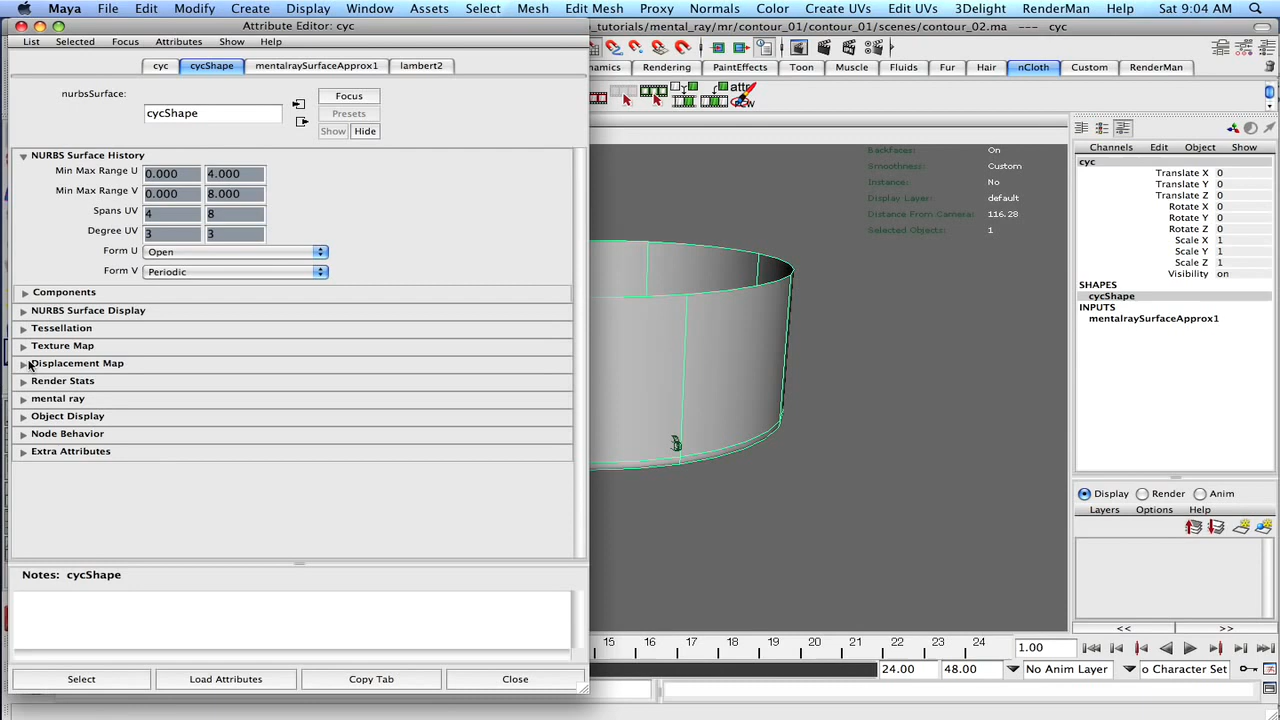 Maya File Edit Modify Create Display Window Assets Select Mesh Edit Mesh Proxy Normals Color Create UVs Edit UVs 3Delight RenderMan Help Sat 9:04 AM
Attribute Editor: cyc
_tutorials/mental_ray/mr/contour_01/contour_01/scenes/contour_02.ma --- cyc
List Selected Focus Attributes Show Help
cyc cycShape mentalraySurfaceApprox1 lambert2
Rendering PaintEffects Toon Muscle Fluids Fur Hair nCloth Custom RenderMan
nurbsSurface:
cycShape
Focus
Presets
Show Hide
NURBS Surface History
Min Max Range U 0.000 4.000
Min Max Range V 0.000 8.000
Spans UV 4 8
Degree UV 3 3
Form U Open
Form V Periodic
Components
NURBS Surface Display
Tessellation
Texture Map
Displacement Map
Render Stats
mental ray
Object Display
Node Behavior
Extra Attributes
Notes: cycShape
Select Load Attributes Copy Tab Close
Backfaces: On
Smoothness: Custom
Instance: No
Display Layer: default
Distance From Camera: 116.28
Selected Objects: 1
Channels Edit Object Show
cyc
Translate X 0
Translate Y 0
Translate Z 0
Rotate X 0
Rotate Y 0
Rotate Z 0
Scale X 1
Scale Y 1
Scale Z 1
Visibility on
SHAPES
cycShape
INPUTS
mentalraySurfaceApprox1
Display Render Anim
Layers Options Help
<< >>
15 16 17 18 19 20 21 22 23 24
1.00
24.00 48.00 No Anim Layer o Character Set